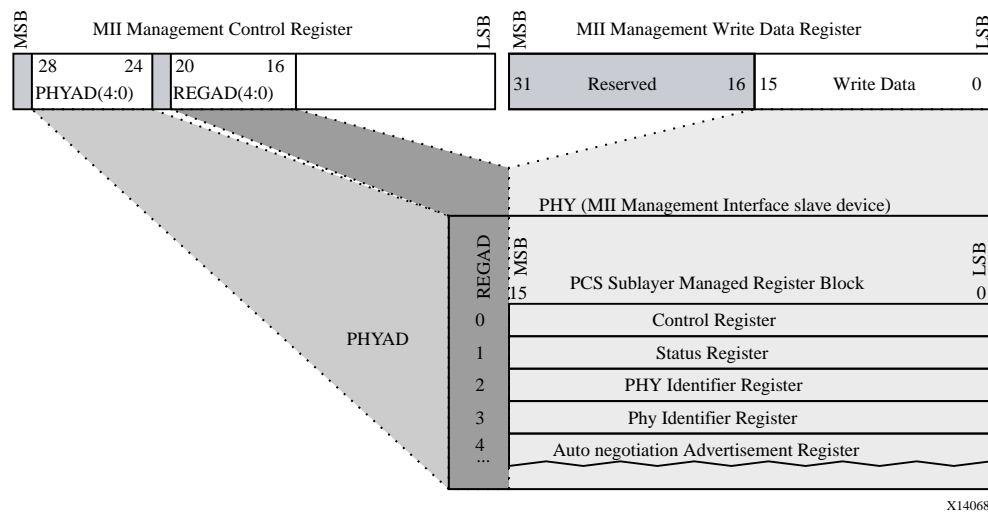 MSB
MII Management Control Register
LSB
MSB
MII Management Write Data Register
LSB
28 24 20 16
PHYAD(4:0) REGAD(4:0)
31 Reserved 16 15 Write Data 0
PHY (MII Management Interface slave device)
REGAD
MSB
LSB
15 PCS Sublayer Managed Register Block 0
PHYAD
0 Control Register
1 Status Register
2 PHY Identifier Register
3 Phy Identifier Register
4 Auto negotiation Advertisement Register
...
X14068